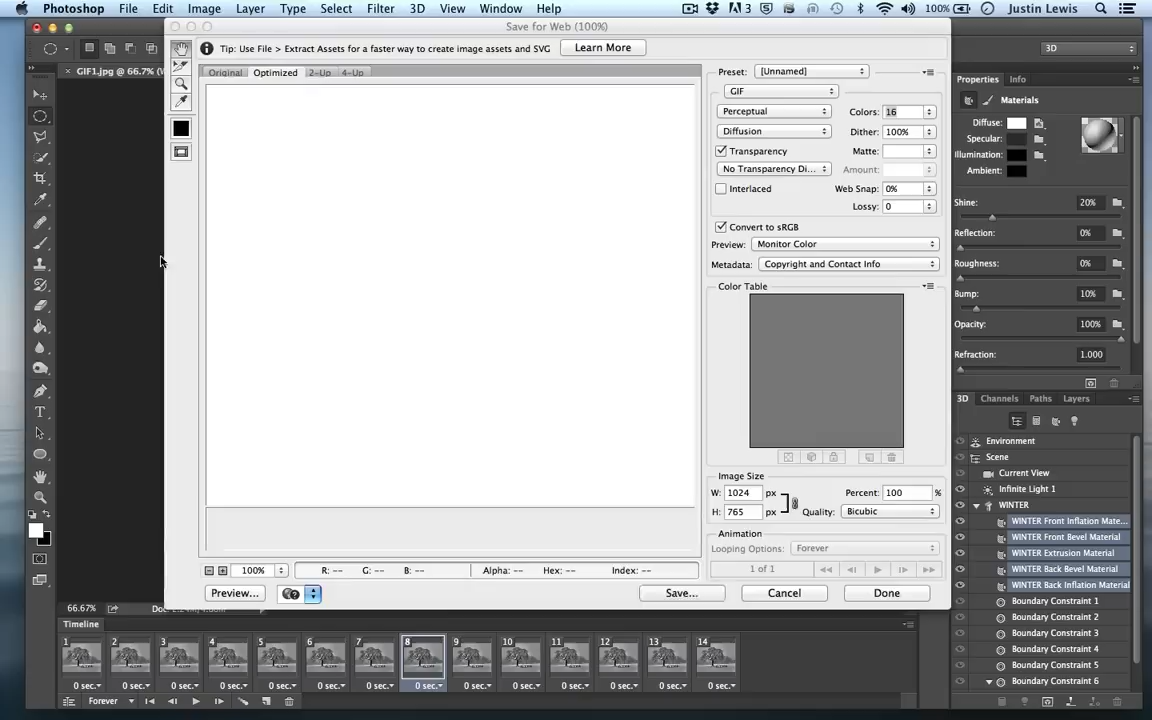 Photoshop File Edit Image Layer Type Select Filter 3D View Window Help 3 5 100% Justin Lewis
Save for Web (100%)
Tip: Use File > Extract Assets for a faster way to create image assets and SVG Learn More
3D
GIF1.jpg @ 66.7%
Original Optimized 2-Up 4-Up
Preset: [Unnamed]
GIF
Perceptual Colors: 16
Diffusion Dither: 100%
Transparency Matte:
No Transparency Di... Amount:
Interlaced Web Snap: 0%
Lossy: 0
Convert to sRGB
Preview: Monitor Color
Metadata: Copyright and Contact Info
Color Table
Image Size
W: 1024 px Percent: 100 %
H: 765 px Quality: Bicubic
Animation
Looping Options: Forever
1 of 1
100% R: -- G: -- B: -- Alpha: -- Hex: -- Index: --
Preview... Save... Cancel Done
Properties Info
Materials
Diffuse:
Specular:
Illumination:
Ambient:
Shine: 20%
Reflection: 0%
Roughness: 0%
Bump: 10%
Opacity: 100%
Refraction: 1.000
3D Channels Paths Layers
Environment
Scene
Current View
Infinite Light 1
WINTER
WINTER Front Inflation Mate...
WINTER Front Bevel Material
WINTER Extrusion Material
WINTER Back Bevel Material
WINTER Back Inflation Material
Boundary Constraint 1
Boundary Constraint 2
Boundary Constraint 3
Boundary Constraint 4
Boundary Constraint 5
Boundary Constraint 6
66.67%
Timeline
1 2 3 4 5 6 7 8 9 10 11 12 13 14
0 sec. 0 sec. 0 sec. 0 sec. 0 sec. 0 sec. 0 sec. 0 sec. 0 sec. 0 sec. 0 sec. 0 sec. 0 sec. 0 sec.
Forever